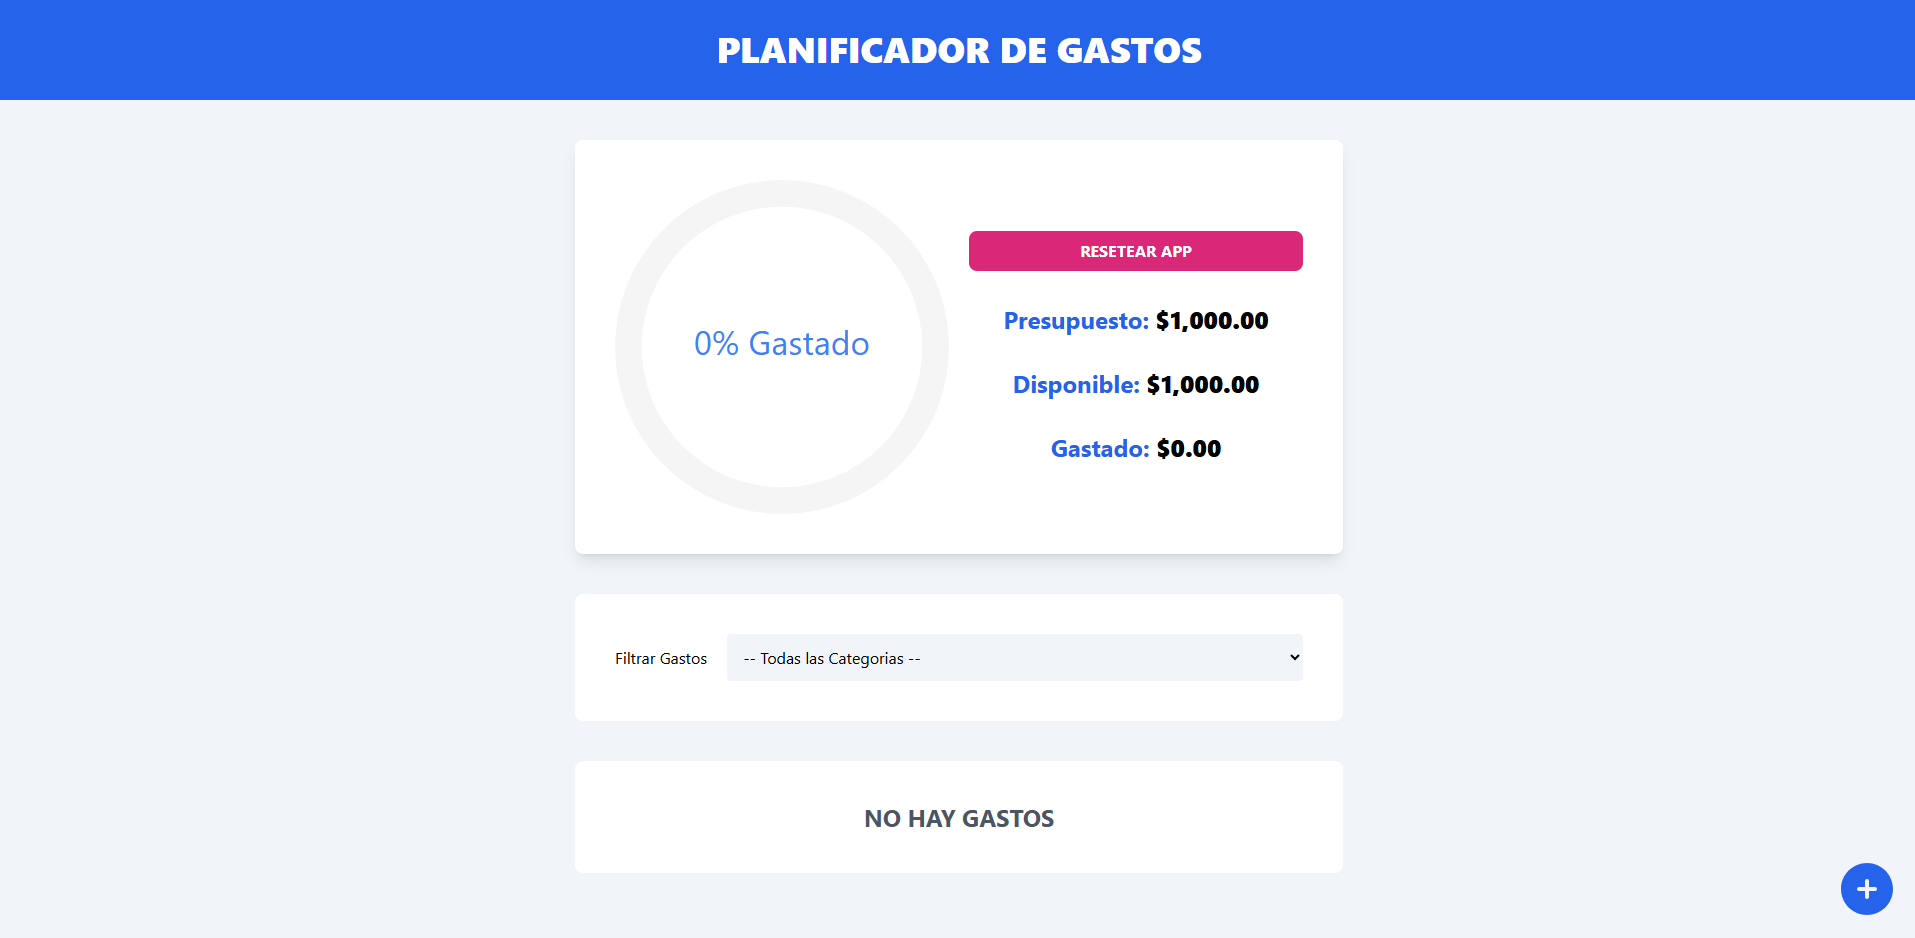 PLANIFICADOR DE GASTOS
0% Gastado
RESETEAR APP
Presupuesto: $1,000.00
Disponible: $1,000.00
Gastado: $0.00
Filtrar Gastos
-- Todas las Categorias --
NO HAY GASTOS